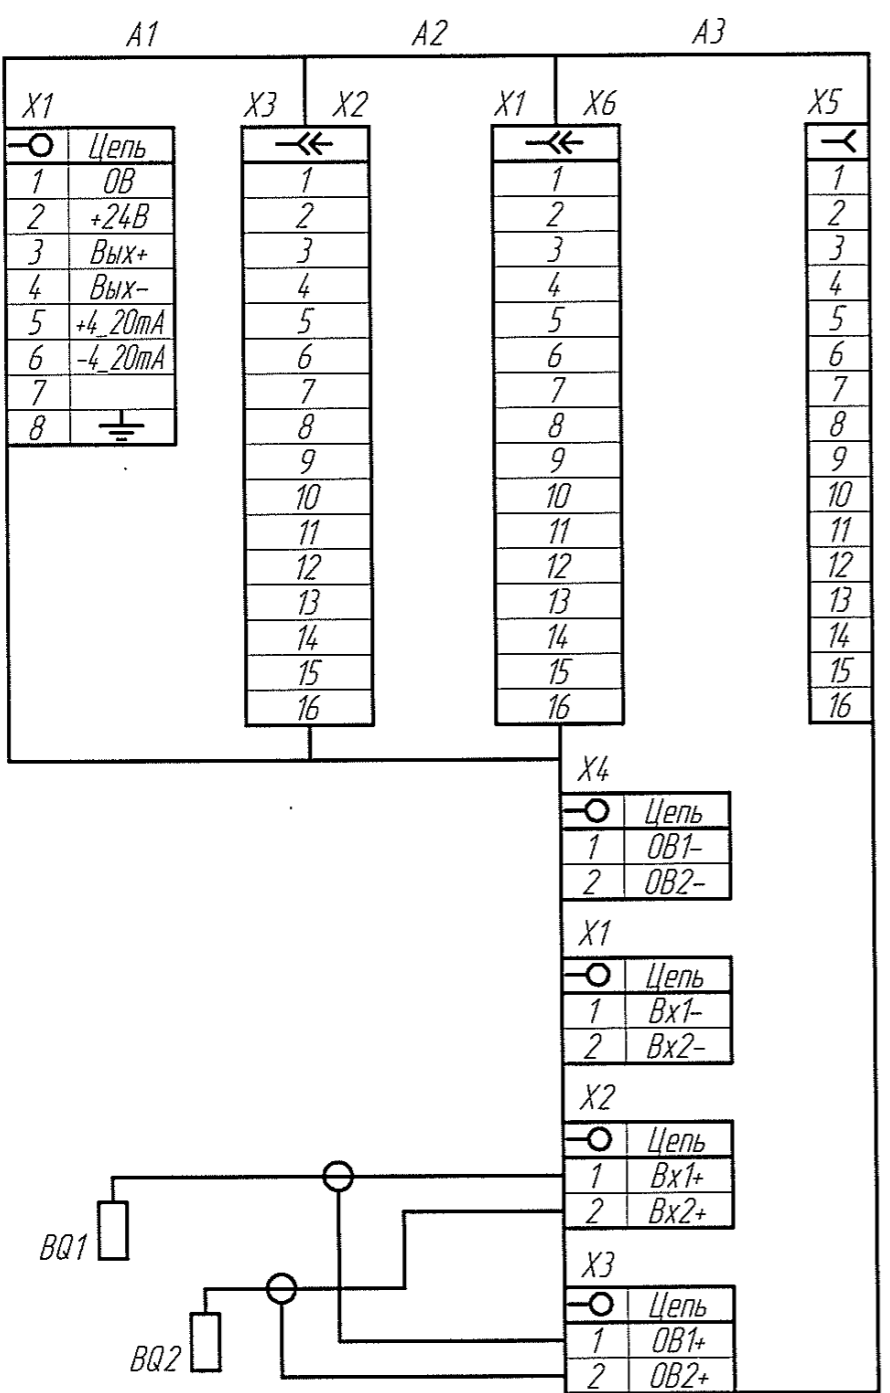 A1 A2 A3
X1 X3 X2 X1 X6 X5
Цепь
1 0В
2 +24В
3 Вых+
4 Вых-
5 +4_20mA
6 -4_20mA
7
8
1
2
3
4
5
6
7
8
9
10
11
12
13
14
15
16
1
2
3
4
5
6
7
8
9
10
11
12
13
14
15
16
1
2
3
4
5
6
7
8
9
10
11
12
13
14
15
16
X4
Цепь
1 0В1-
2 0В2-
X1
Цепь
1 Вх1-
2 Вх2-
X2
Цепь
1 Вх1+
2 Вх2+
BQ1
X3
Цепь
1 0В1+
2 0В2+
BQ2